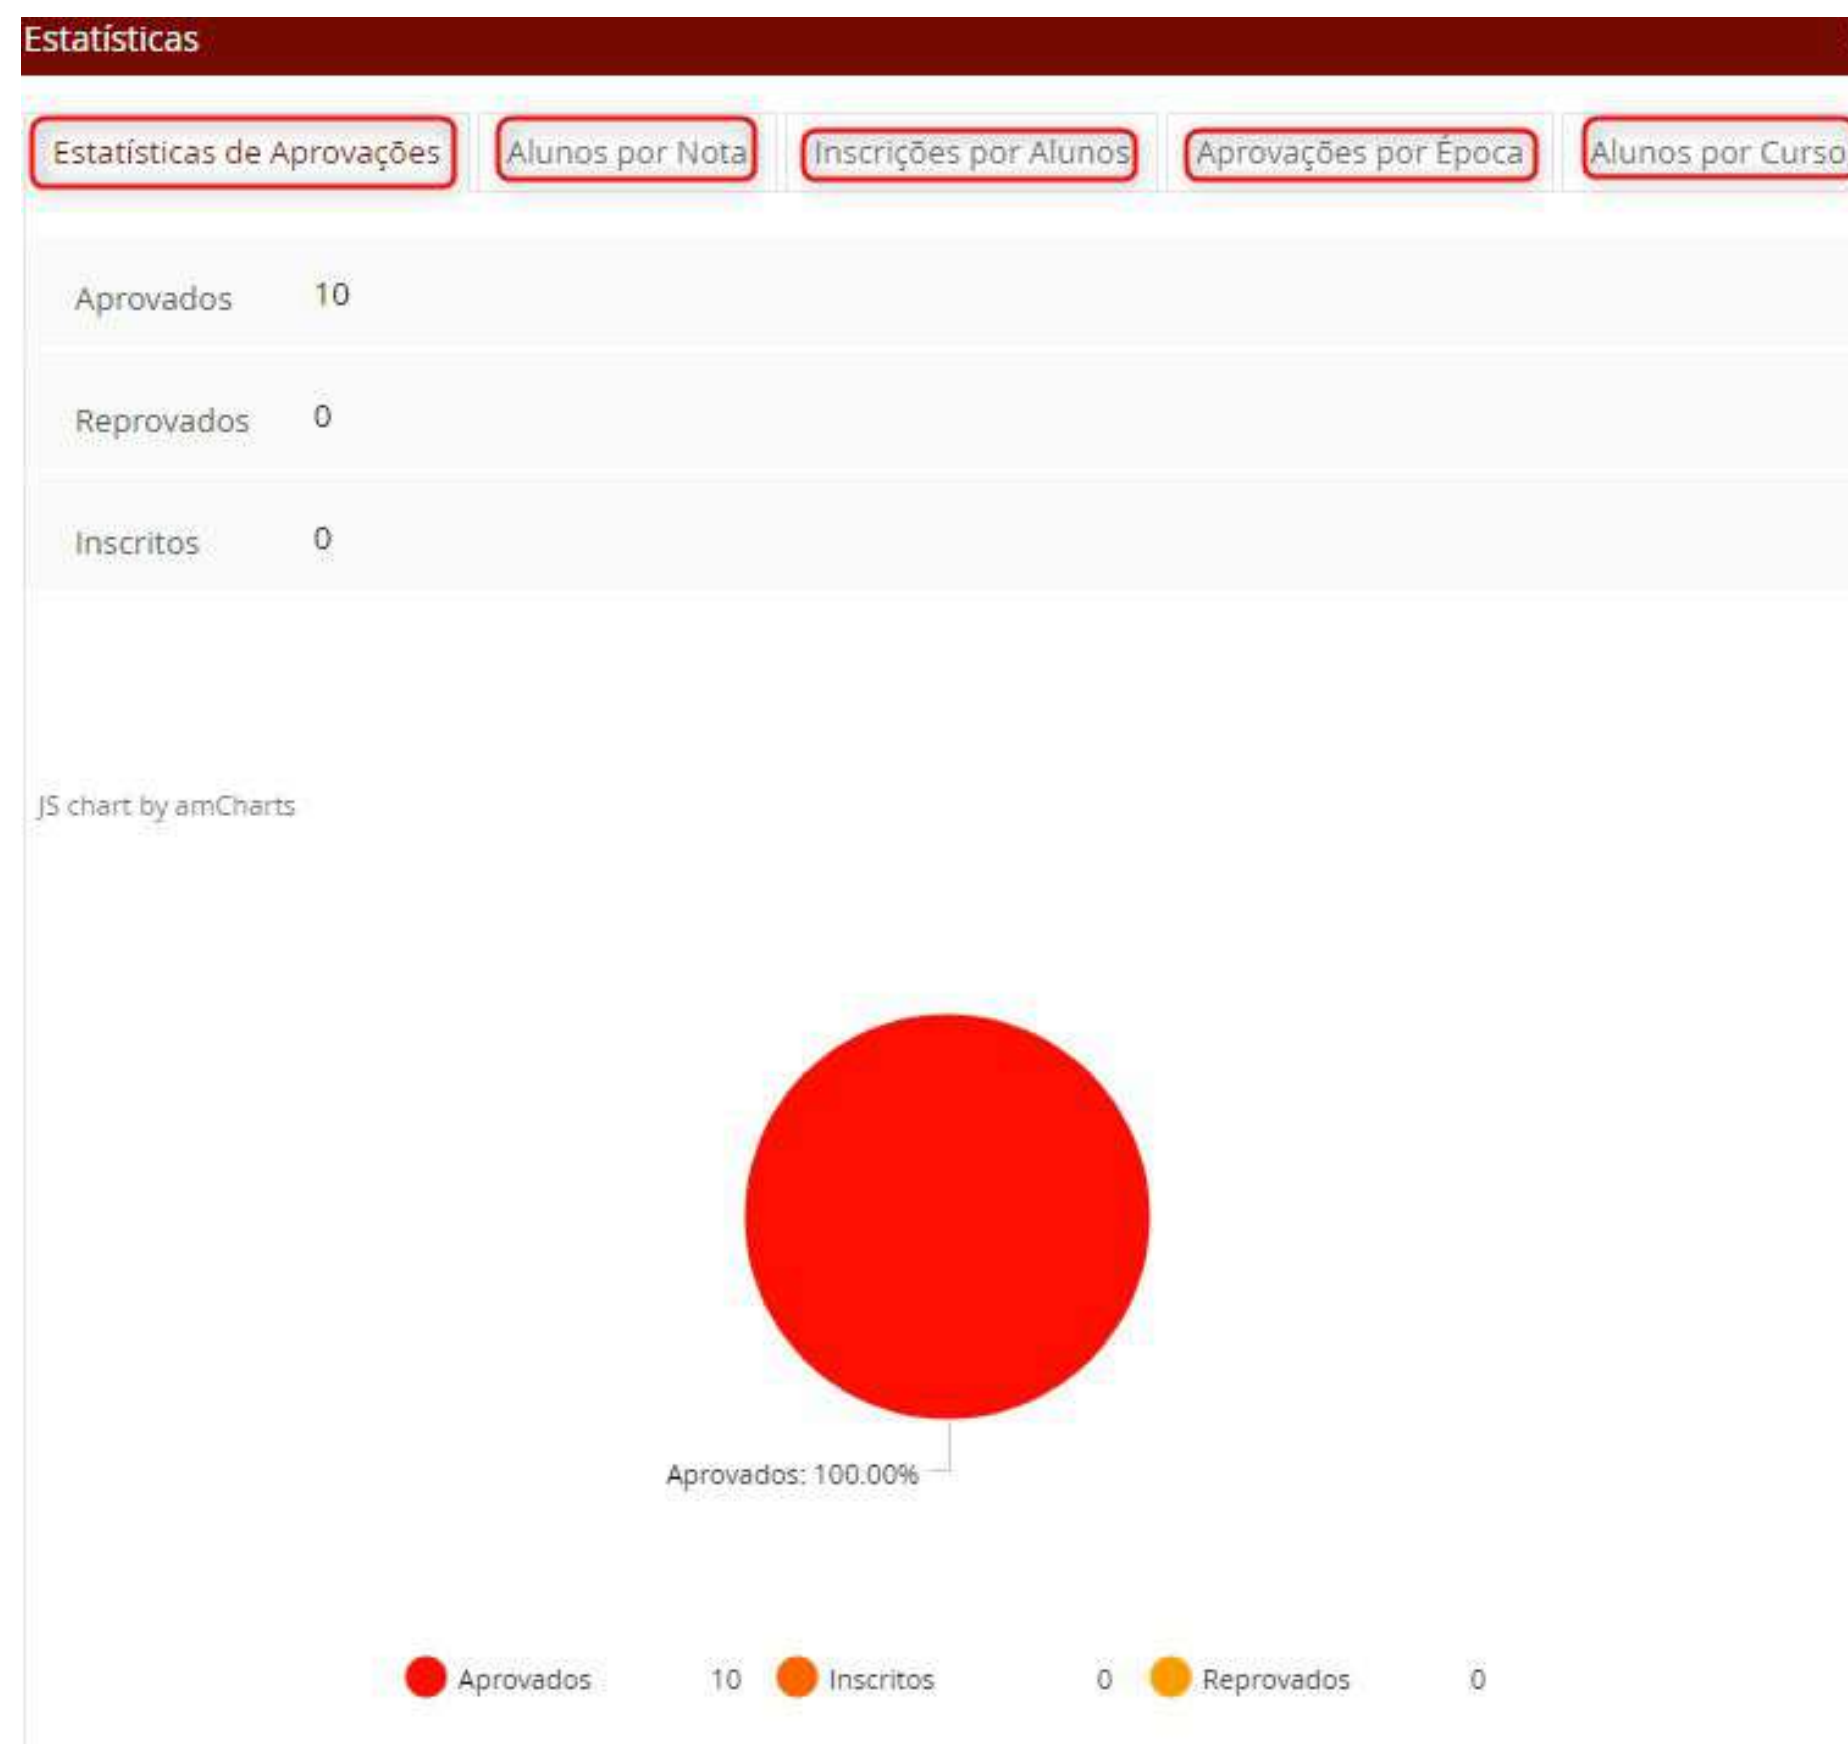 Estatísticas
Estatísticas de Aprovações Alunos por Nota Inscrições por Alunos Aprovações por Época Alunos por Curso
Aprovados 10
Reprovados 0
Inscritos 0
JS chart by amCharts
Aprovados: 100.00%
Aprovados 10 Inscritos 0 Reprovados 0